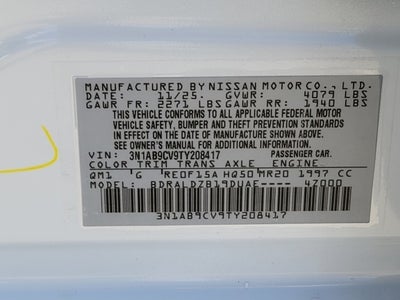 MANUFACTURED BY NISSAN MOTOR CO., LTD.
DATE: 11/25. GVWR: 4079 LBS
GAWR FR: 2271 LBS GAWR RR: 1940 LBS
THIS VEHICLE CONFORMS TO ALL APPLICABLE FEDERAL MOTOR
VEHICLE SAFETY, BUMPER AND THEFT PREVENTION STANDARDS
IN EFFECT ON THE DATE OF MANUFACTURE SHOWN ABOVE.
SEE OWNER'S MANUAL FOR ADDITIONAL INFORMATION.
VIN: 3N1AB9CV9TY208417 PASSENGER CAR.
COLOR TRIM TRANS AXLE ENGINE
QM1 G RE0F15A HQ50 MR20 1997 CC
MODEL: BDRALDZB19DUAE---- 4Z000
3N1AB9CV9TY208417